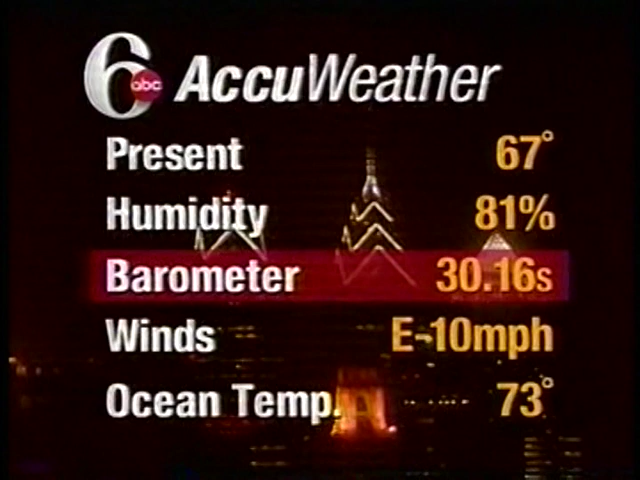 6 abc AccuWeather
Present 67°
Humidity 81%
Barometer 30.16s
Winds E-10mph
Ocean Temp. 73°